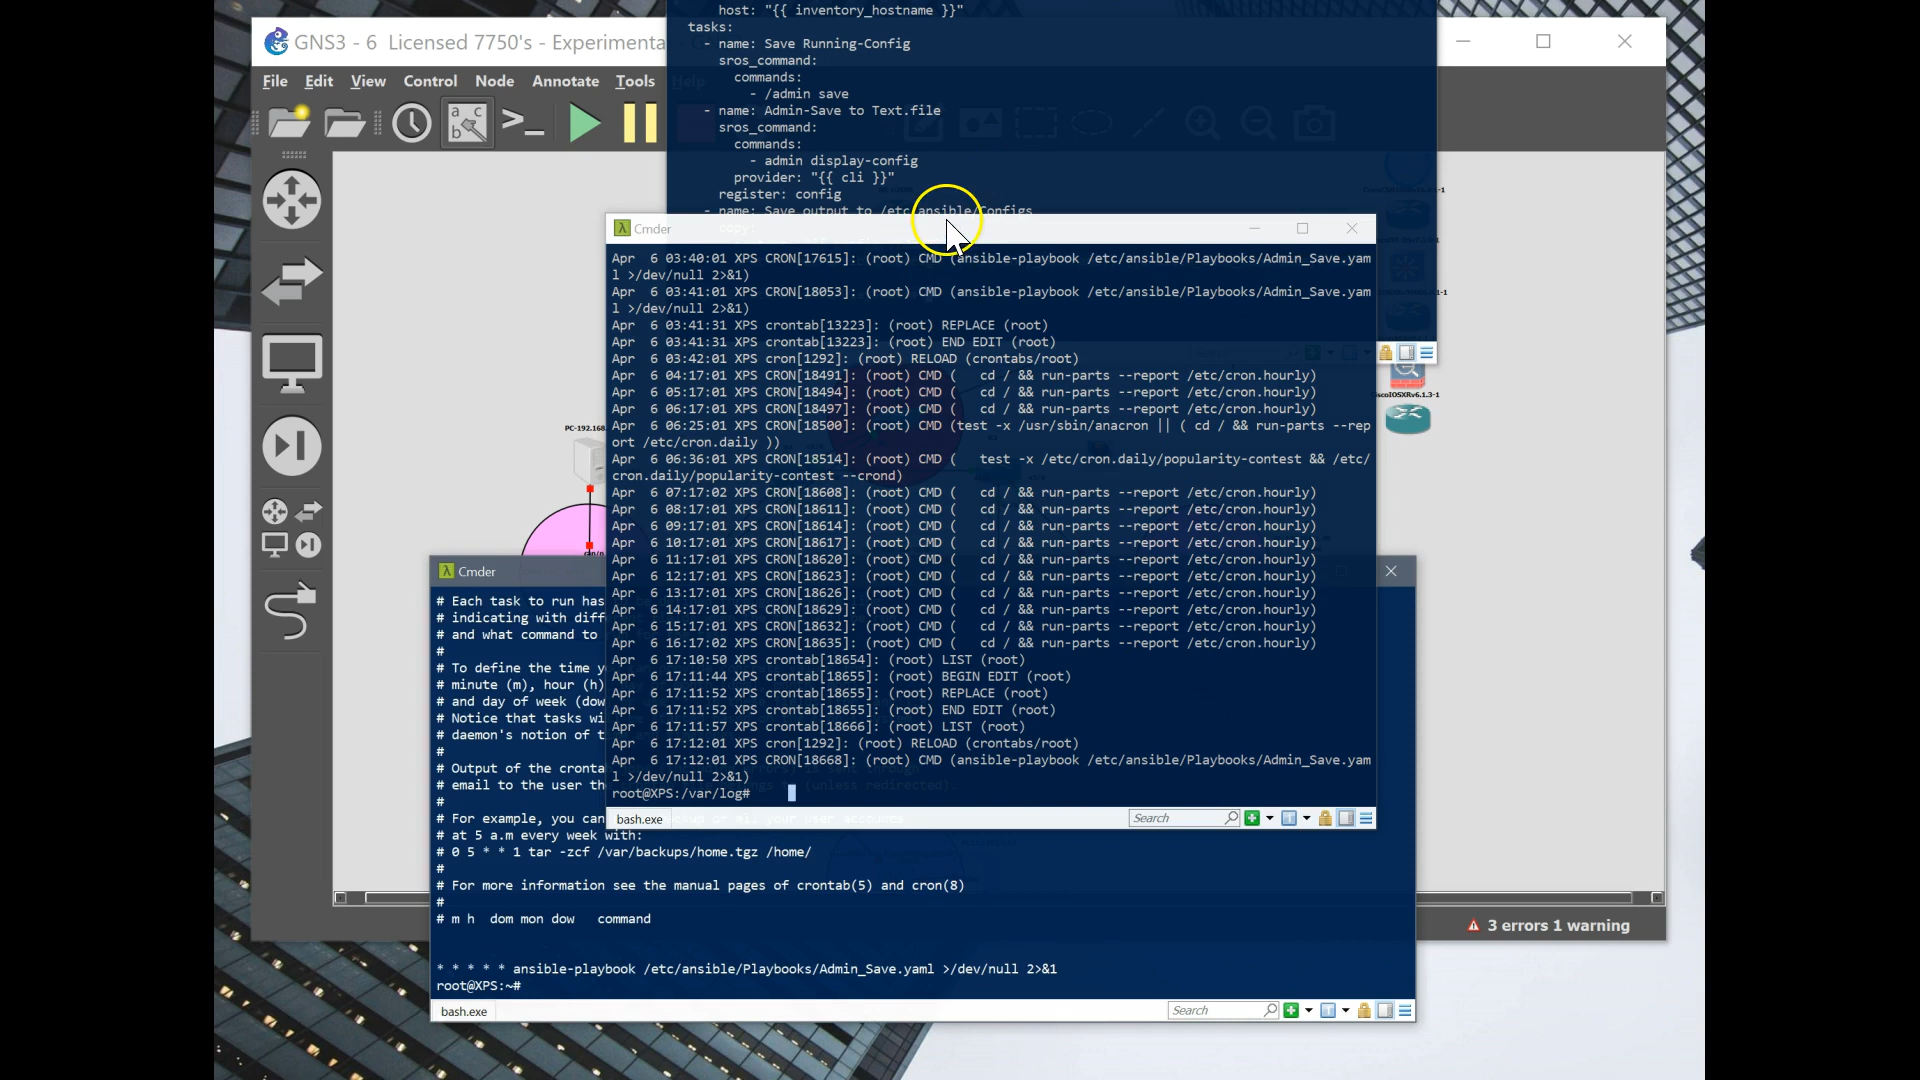 host: "{{ inventory_hostname }}"
tasks:
- name: Save Running-Config
sros_command:
commands:
- /admin save
- name: Admin-Save to Text.file
sros_command:
commands:
- admin display-config
provider: "{{ cli }}"
register: config
- name: Save output to /etc/ansible/Configs
copy:
GNS3 - 6 Licensed 7750's - Experimenta
File Edit View Control Node Annotate Tools Help
PC-192.168.
Cmder
Apr  6 03:40:01 XPS CRON[17615]: (root) CMD (ansible-playbook /etc/ansible/Playbooks/Admin_Save.yam
l >/dev/null 2>&1)
Apr  6 03:41:01 XPS CRON[18053]: (root) CMD (ansible-playbook /etc/ansible/Playbooks/Admin_Save.yam
l >/dev/null 2>&1)
Apr  6 03:41:31 XPS crontab[13223]: (root) REPLACE (root)
Apr  6 03:41:31 XPS crontab[13223]: (root) END EDIT (root)
Apr  6 03:42:01 XPS cron[1292]: (root) RELOAD (crontabs/root)
Apr  6 04:17:01 XPS CRON[18491]: (root) CMD (   cd / && run-parts --report /etc/cron.hourly)
Apr  6 05:17:01 XPS CRON[18494]: (root) CMD (   cd / && run-parts --report /etc/cron.hourly)
Apr  6 06:17:01 XPS CRON[18497]: (root) CMD (   cd / && run-parts --report /etc/cron.hourly)
Apr  6 06:25:01 XPS CRON[18500]: (root) CMD (test -x /usr/sbin/anacron || ( cd / && run-parts --rep
ort /etc/cron.daily ))
Apr  6 06:36:01 XPS CRON[18514]: (root) CMD (   test -x /etc/cron.daily/popularity-contest && /etc/
cron.daily/popularity-contest --crond)
Apr  6 07:17:02 XPS CRON[18608]: (root) CMD (   cd / && run-parts --report /etc/cron.hourly)
Apr  6 08:17:01 XPS CRON[18611]: (root) CMD (   cd / && run-parts --report /etc/cron.hourly)
Apr  6 09:17:01 XPS CRON[18614]: (root) CMD (   cd / && run-parts --report /etc/cron.hourly)
Apr  6 10:17:01 XPS CRON[18617]: (root) CMD (   cd / && run-parts --report /etc/cron.hourly)
Apr  6 11:17:01 XPS CRON[18620]: (root) CMD (   cd / && run-parts --report /etc/cron.hourly)
Apr  6 12:17:01 XPS CRON[18623]: (root) CMD (   cd / && run-parts --report /etc/cron.hourly)
Apr  6 13:17:01 XPS CRON[18626]: (root) CMD (   cd / && run-parts --report /etc/cron.hourly)
Apr  6 14:17:01 XPS CRON[18629]: (root) CMD (   cd / && run-parts --report /etc/cron.hourly)
Apr  6 15:17:01 XPS CRON[18632]: (root) CMD (   cd / && run-parts --report /etc/cron.hourly)
Apr  6 16:17:02 XPS CRON[18635]: (root) CMD (   cd / && run-parts --report /etc/cron.hourly)
Apr  6 17:10:50 XPS crontab[18654]: (root) LIST (root)
Apr  6 17:11:44 XPS crontab[18655]: (root) BEGIN EDIT (root)
Apr  6 17:11:52 XPS crontab[18655]: (root) REPLACE (root)
Apr  6 17:11:52 XPS crontab[18655]: (root) END EDIT (root)
Apr  6 17:11:57 XPS crontab[18666]: (root) LIST (root)
Apr  6 17:12:01 XPS cron[1292]: (root) RELOAD (crontabs/root)
Apr  6 17:12:01 XPS CRON[18668]: (root) CMD (ansible-playbook /etc/ansible/Playbooks/Admin_Save.yam
l >/dev/null 2>&1)
root@XPS:/var/log#
bash.exe
Search
scoIOSXRv6.1.3-1
Cmder
# Each task to run has
# indicating with diff
# and what command to
#
# To define the time y
# minute (m), hour (h)
# and day of week (dow
# Notice that tasks wi
# daemon's notion of t
#
# Output of the cronta
# email to the user th
#
# For example, you can
# at 5 a.m every week with:
# 0 5 * * 1 tar -zcf /var/backups/home.tgz /home/
#
# For more information see the manual pages of crontab(5) and cron(8)
#
# m h  dom mon dow   command
* * * * * ansible-playbook /etc/ansible/Playbooks/Admin_Save.yaml >/dev/null 2>&1
root@XPS:~#
bash.exe
Search
3 errors 1 warning